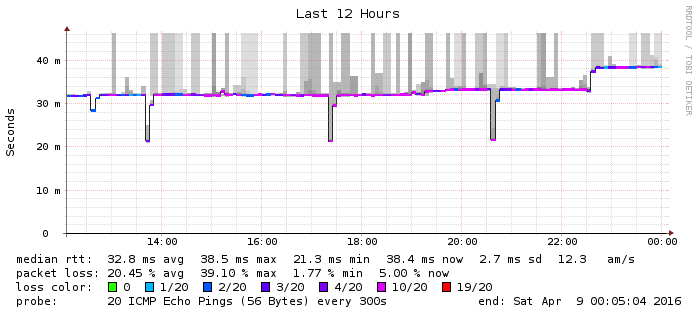 Last 12 Hours
RRDTOOL / TOBI OETIKER
Seconds
40 m
30 m
20 m
10 m
0
14:00 16:00 18:00 20:00 22:00 00:00
median rtt: 32.8 ms avg 38.5 ms max 21.3 ms min 38.4 ms now 2.7 ms sd 12.3 am/s
packet loss: 20.45 % avg 39.10 % max 1.77 % min 5.00 % now
loss color: 0 1/20 2/20 3/20 4/20 10/20 19/20
probe: 20 ICMP Echo Pings (56 Bytes) every 300s end: Sat Apr 9 00:05:04 2016